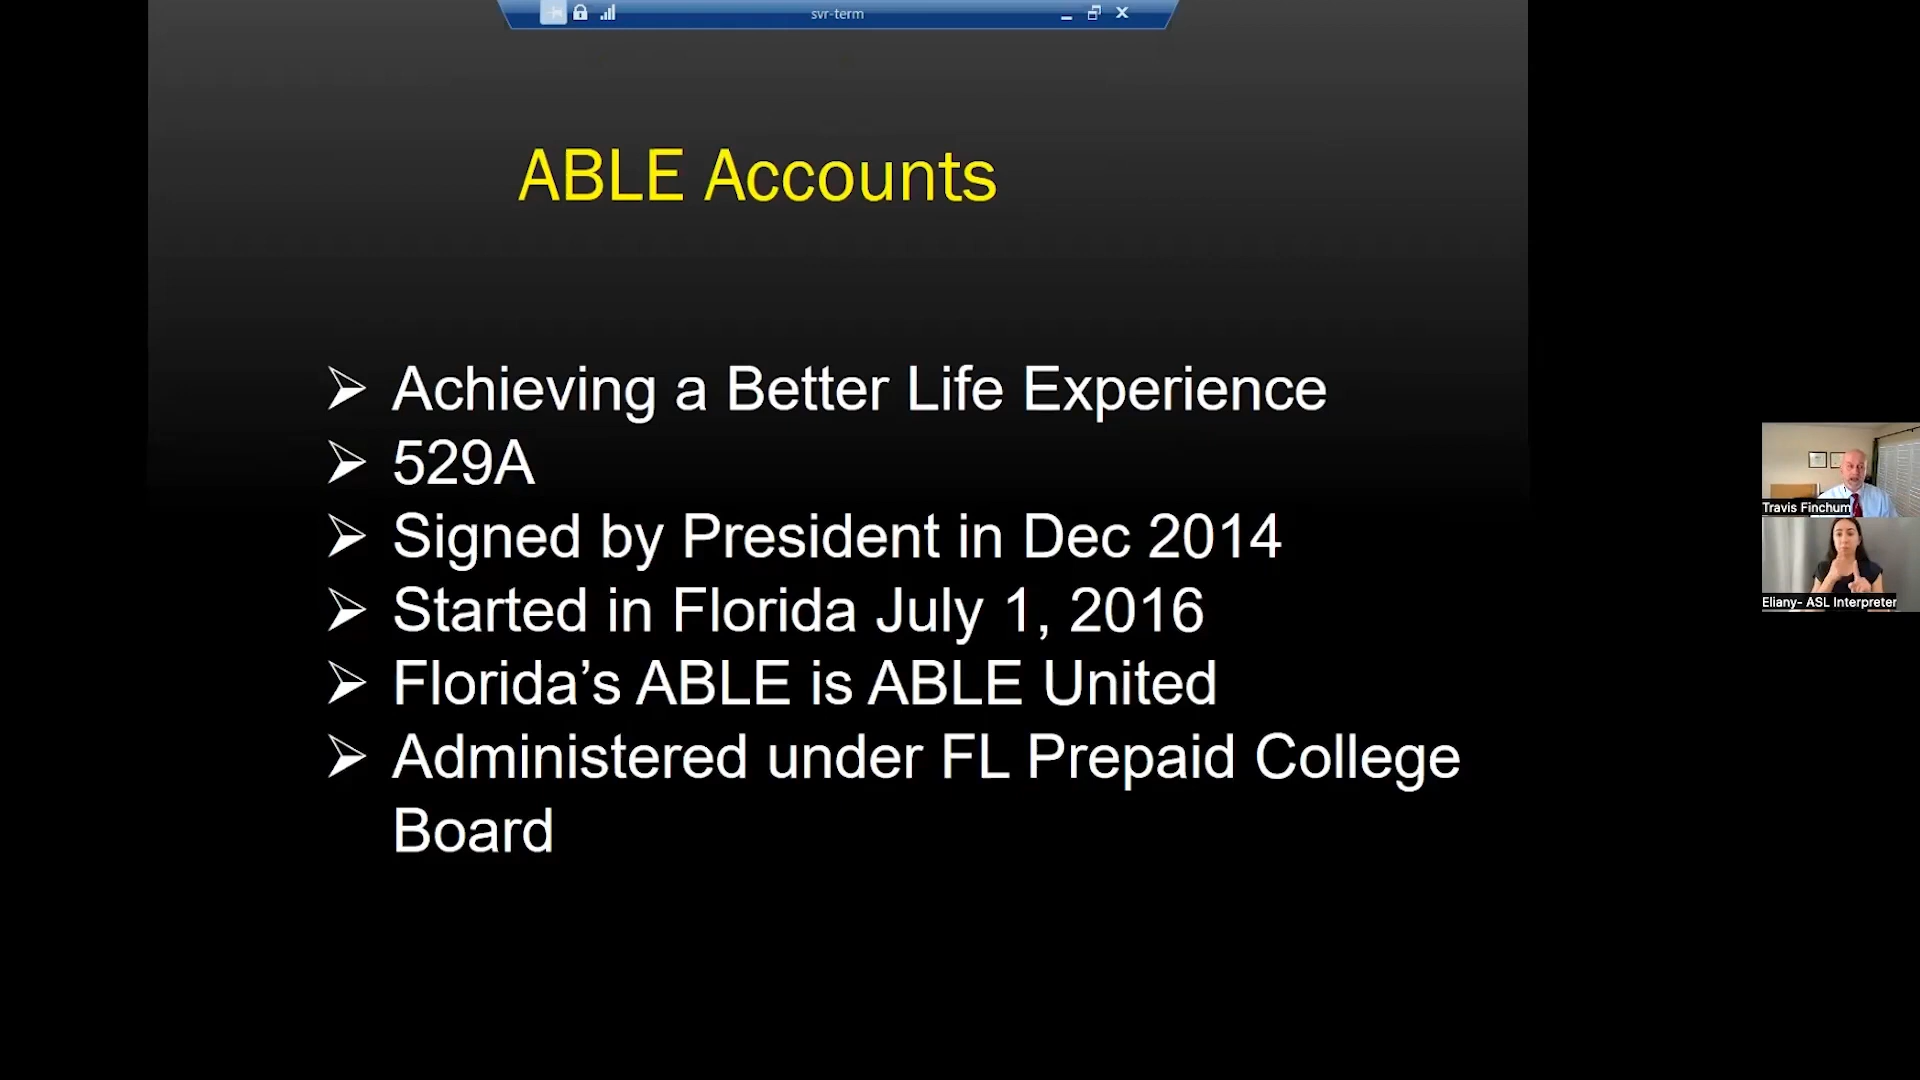 svr-term
ABLE Accounts
Achieving a Better Life Experience
529A
Signed by President in Dec 2014
Started in Florida July 1, 2016
Florida’s ABLE is ABLE United
Administered under FL Prepaid College
Board
Travis Finchum
Eliany- ASL Interpreter